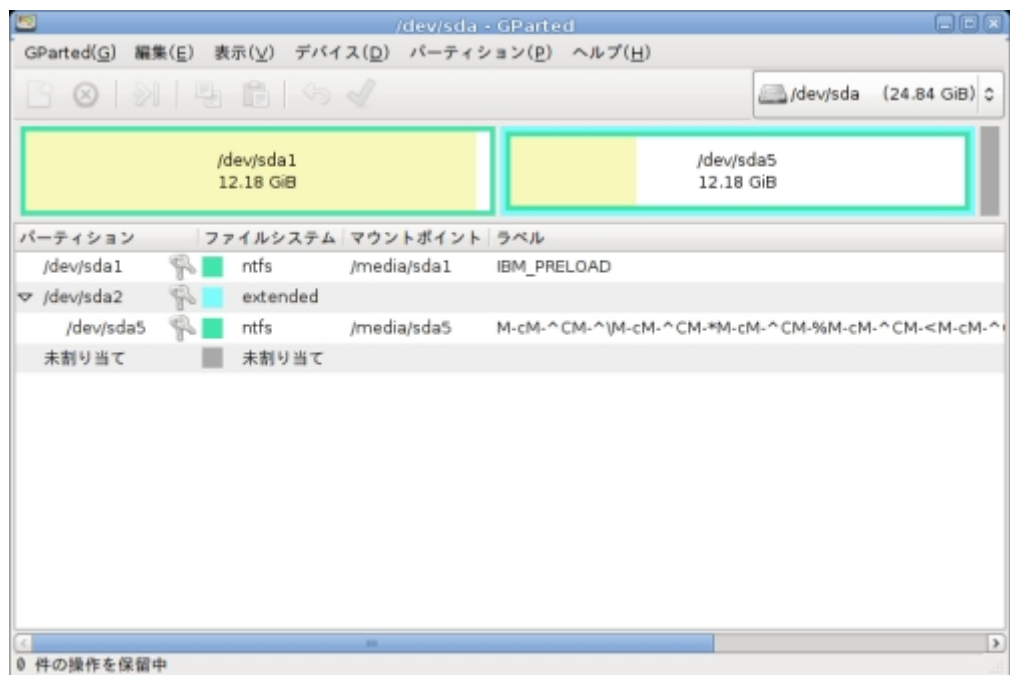 /dev/sda - GParted
GParted(G) 編集(E) 表示(V) デバイス(D) パーティション(P) ヘルプ(H)
/dev/sda (24.84 GiB)
/dev/sda1
12.18 GiB
/dev/sda5
12.18 GiB
パーティション ファイルシステム マウントポイント ラベル
/dev/sda1 ntfs /media/sda1 IBM_PRELOAD
/dev/sda2 extended
/dev/sda5 ntfs /media/sda5 M-cM-^CM-^\M-cM-^CM-*M-cM-^CM-%M-cM-^CM-<M-cM-^
未割り当て 未割り当て
0 件の操作を保留中